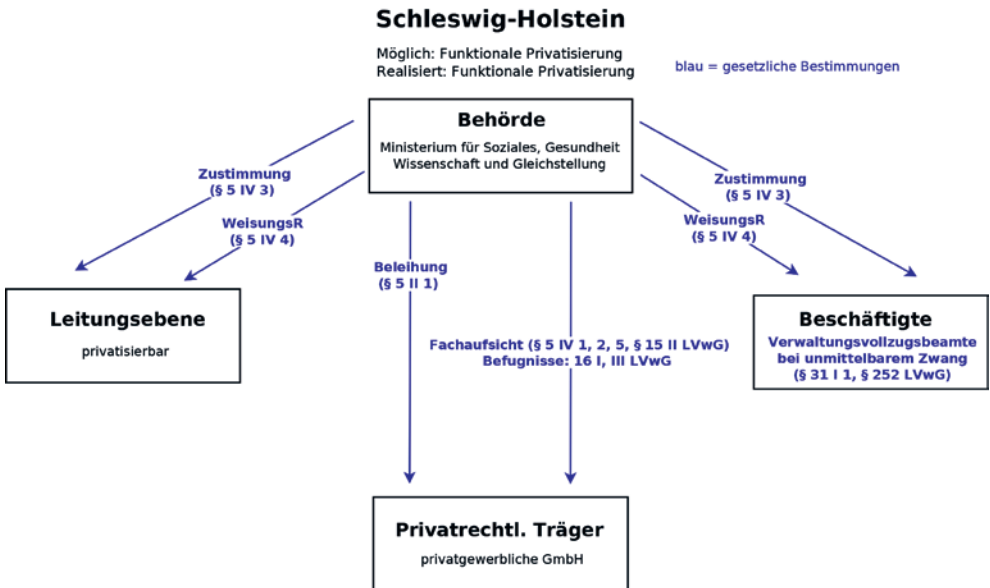 Schleswig-Holstein
Möglich: Funktionale Privatisierung
Realisiert: Funktionale Privatisierung
blau = gesetzliche Bestimmungen
Behörde
Ministerium für Soziales, Gesundheit
Wissenschaft und Gleichstellung
Zustimmung
(§ 5 IV 3)
WeisungsR
(§ 5 IV 4)
Zustimmung
(§ 5 IV 3)
WeisungsR
(§ 5 IV 4)
Beleihung
(§ 5 II 1)
Leitungsebene
privatisierbar
Fachaufsicht (§ 5 IV 1, 2, 5, § 15 II LVwG)
Befugnisse: 16 I, III LVwG
Beschäftigte
Verwaltungsvollzugsbeamte
bei unmittelbarem Zwang
(§ 31 I 1, § 252 LVwG)
Privatrechtl. Träger
privatgewerbliche GmbH